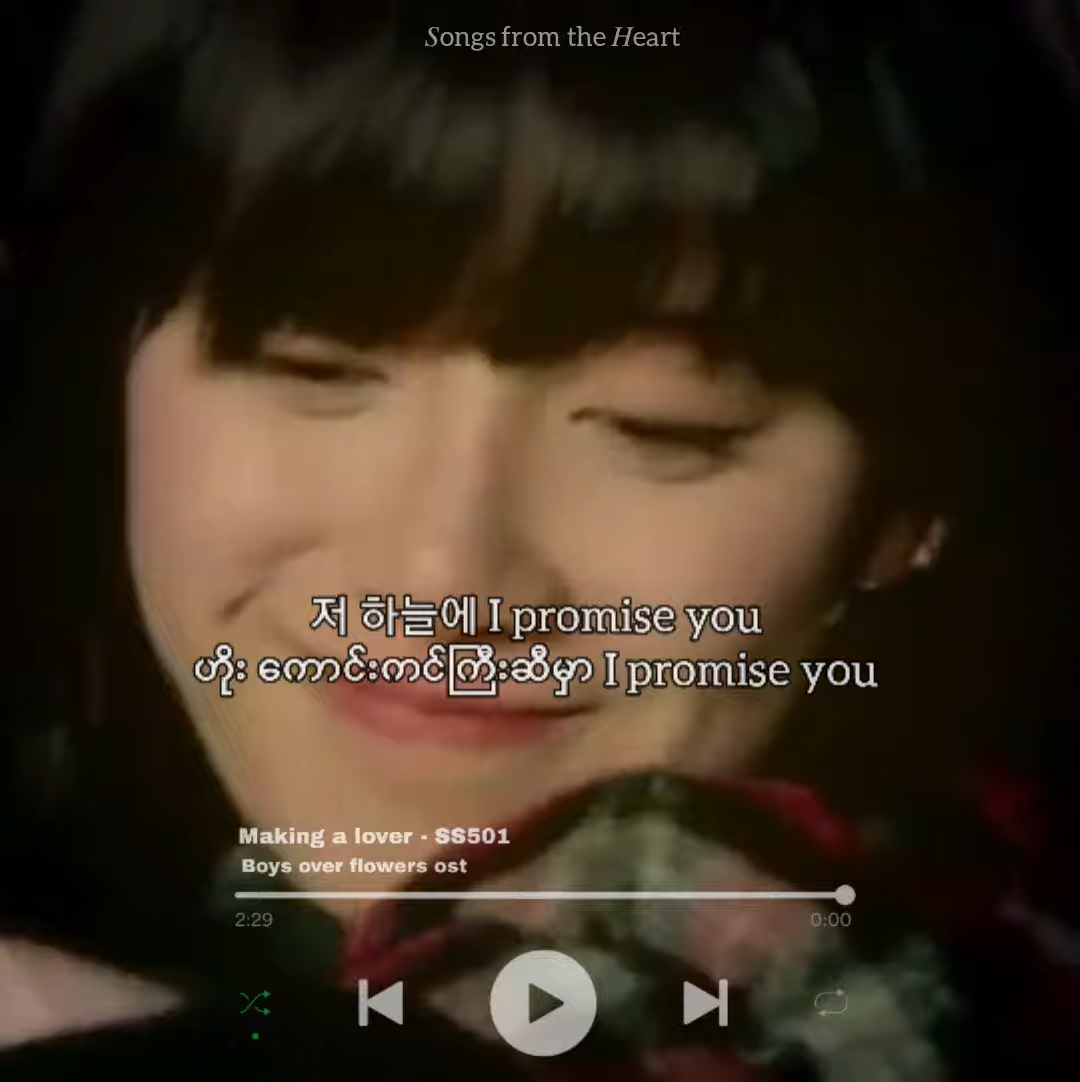 Songs from the Heart
저 하늘에 I promise you
ဟိုး ကောင်းကင်ကြီးဆီမှာ I promise you
Making a lover - SS501
Boys over flowers ost
2:29 0:00